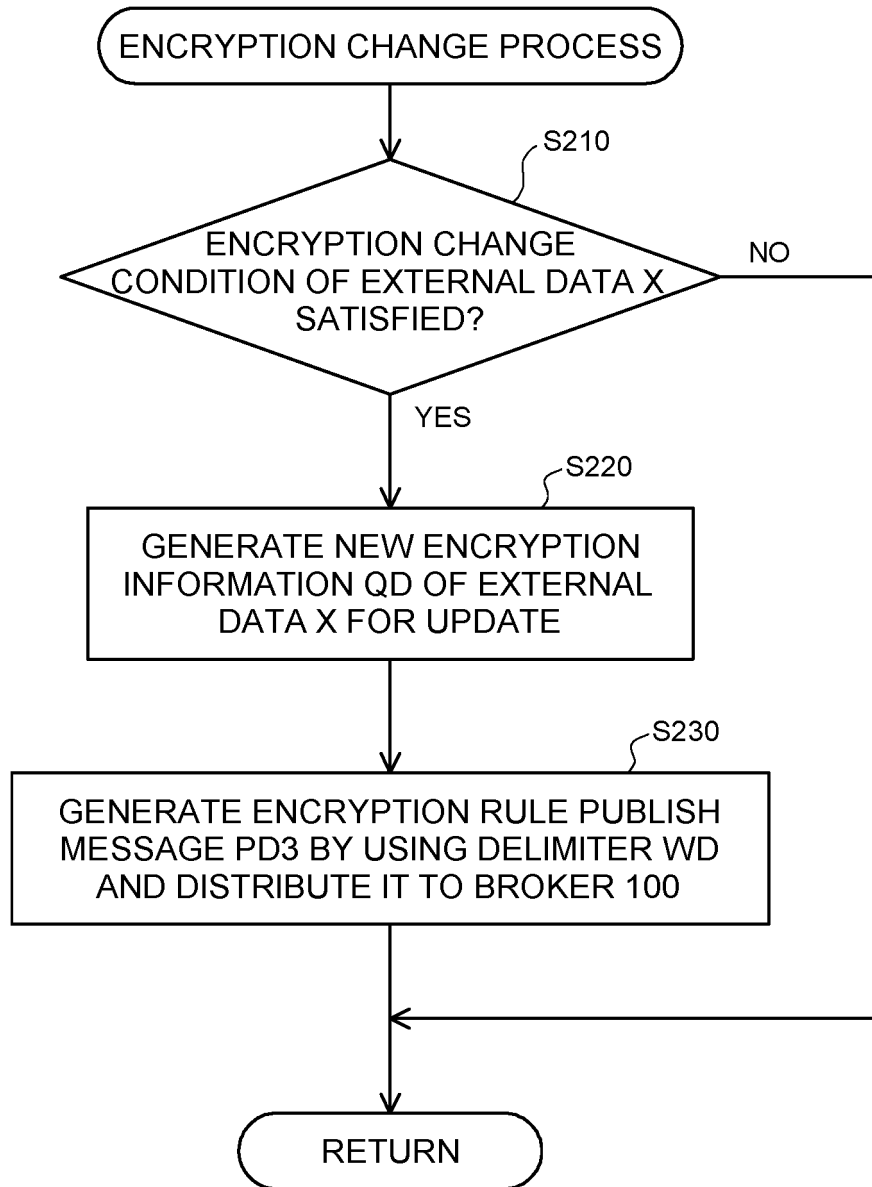 ENCRYPTION CHANGE PROCESS
S210
ENCRYPTION CHANGE
CONDITION OF EXTERNAL DATA X
SATISFIED?
NO
YES
S220
GENERATE NEW ENCRYPTION
INFORMATION QD OF EXTERNAL
DATA X FOR UPDATE
S230
GENERATE ENCRYPTION RULE PUBLISH
MESSAGE PD3 BY USING DELIMITER WD
AND DISTRIBUTE IT TO BROKER 100
RETURN